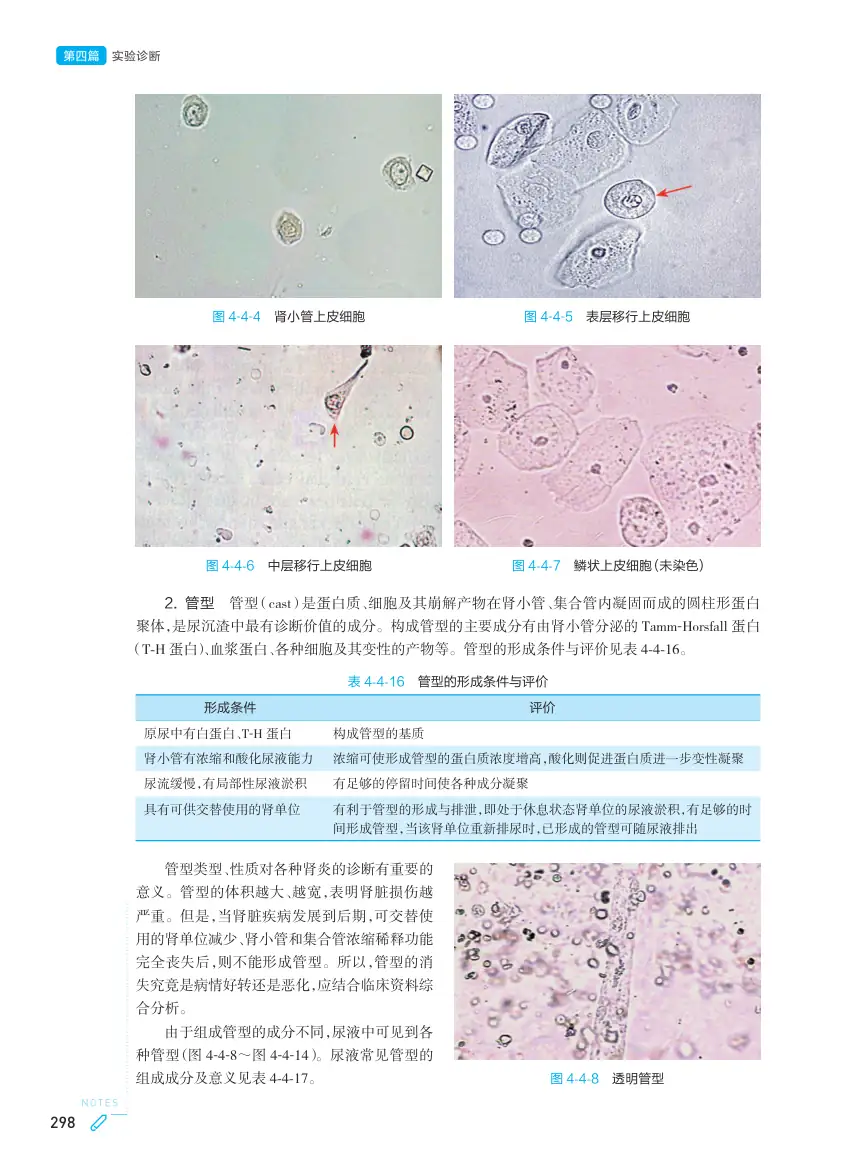 第四篇 实验诊断
图 4-4-4 肾小管上皮细胞
图 4-4-5 表层移行上皮细胞
图 4-4-6 中层移行上皮细胞
图 4-4-7 鳞状上皮细胞(未染色)
2. 管型 管型(cast)是蛋白质、细胞及其崩解产物在肾小管、集合管内凝固而成的圆柱形蛋白
聚体,是尿沉渣中最有诊断价值的成分。构成管型的主要成分有由肾小管分泌的 Tamm-Horsfall 蛋白
(T-H 蛋白)、血浆蛋白、各种细胞及其变性的产物等。管型的形成条件与评价见表 4-4-16。
表 4-4-16 管型的形成条件与评价
形成条件 评价
原尿中有白蛋白、T-H 蛋白 构成管型的基质
肾小管有浓缩和酸化尿液能力 浓缩可使形成管型的蛋白质浓度增高,酸化则促进蛋白质进一步变性凝聚
尿流缓慢,有局部性尿液淤积 有足够的停留时间使各种成分凝聚
具有可供交替使用的肾单位 有利于管型的形成与排泄,即处于休息状态肾单位的尿液淤积,有足够的时
间形成管型,当该肾单位重新排尿时,已形成的管型可随尿液排出
管型类型、性质对各种肾炎的诊断有重要的
意义。管型的体积越大、越宽,表明肾脏损伤越
严重。但是,当肾脏疾病发展到后期,可交替使
用的肾单位减少、肾小管和集合管浓缩稀释功能
完全丧失后,则不能形成管型。所以,管型的消
失究竟是病情好转还是恶化,应结合临床资料综
合分析。
由于组成管型的成分不同,尿液中可见到各
种管型(图 4-4-8～图 4-4-14)。尿液常见管型的
组成成分及意义见表 4-4-17。
图 4-4-8 透明管型
NOTES
298